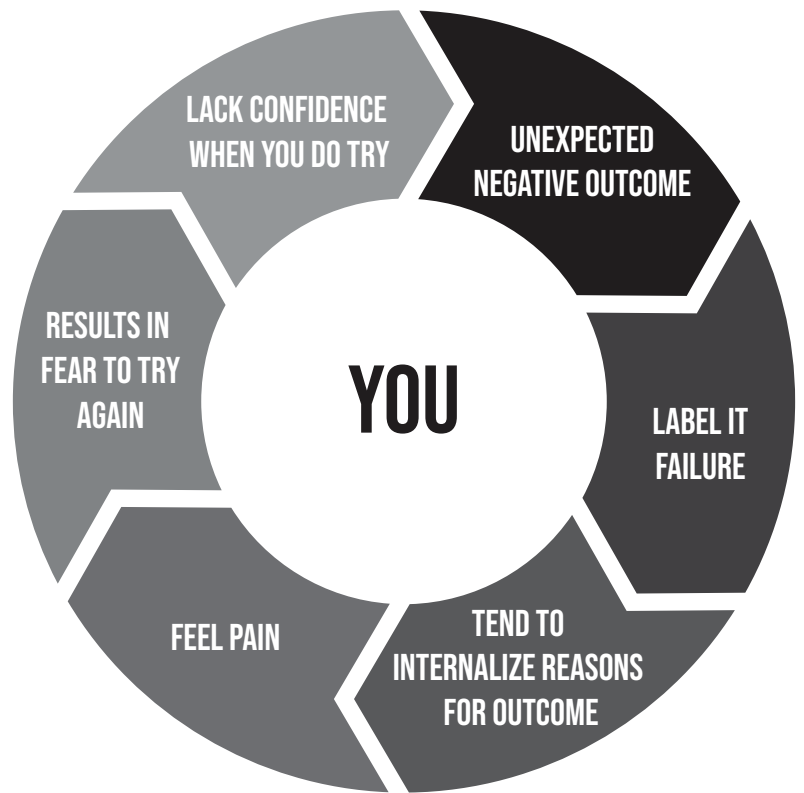 UNEXPECTED
NEGATIVE OUTCOME
LABEL IT
FAILURE
TEND TO
INTERNALIZE REASONS
FOR OUTCOME
FEEL PAIN
RESULTS IN
FEAR TO TRY
AGAIN
LACK CONFIDENCE
WHEN YOU DO TRY
YOU